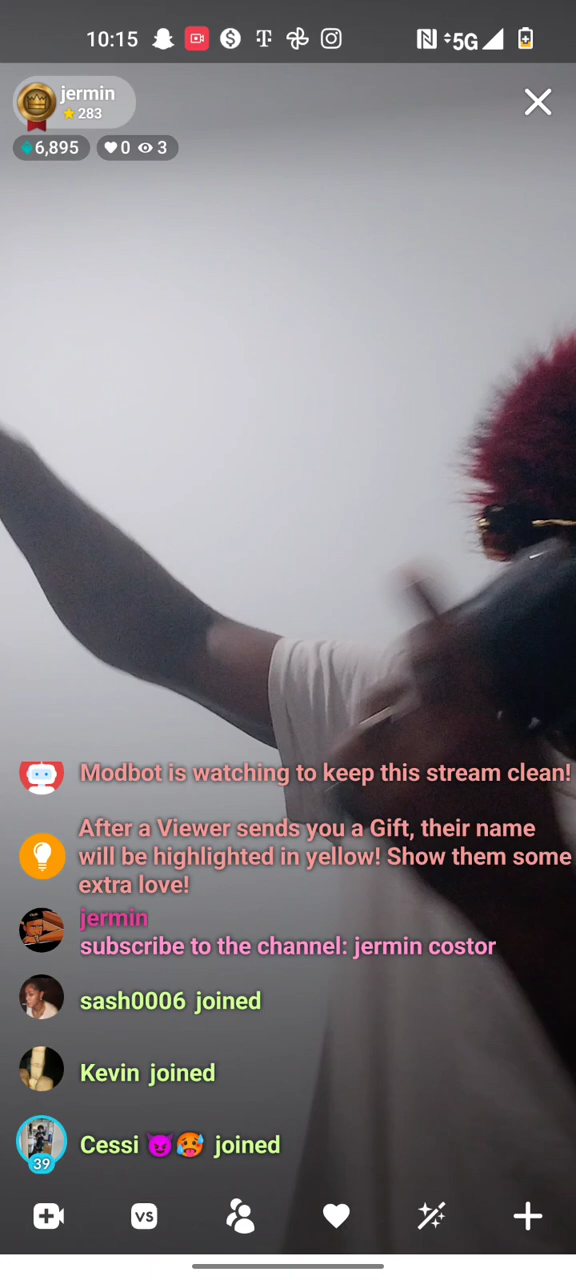 10:15
5G
jermin
283
6,895
0
3
Modbot is watching to keep this stream clean!
After a Viewer sends you a Gift, their name
will be highlighted in yellow! Show them some
extra love!
jermin
subscribe to the channel: jermin costor
sash0006 joined
Kevin joined
Cessi 😈🥵 joined
39
VS